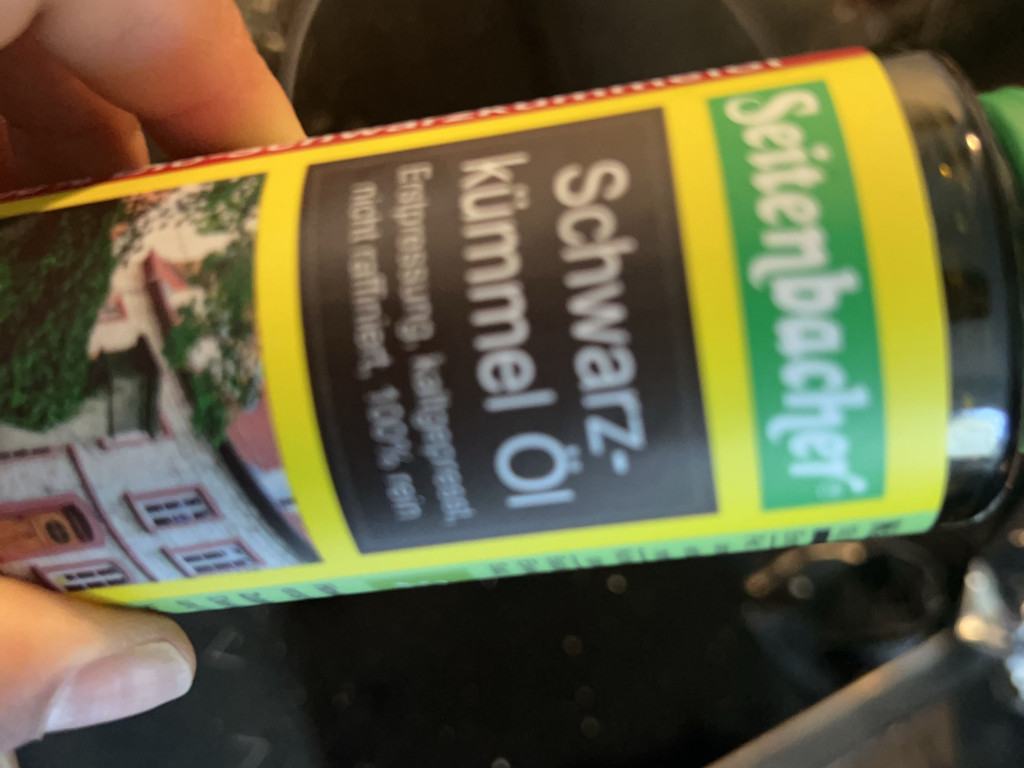 Seitenbacher®
Schwarz-
kümmel Öl
Erstpressung, kaltgepresst,
nicht raffiniert, 100% rein